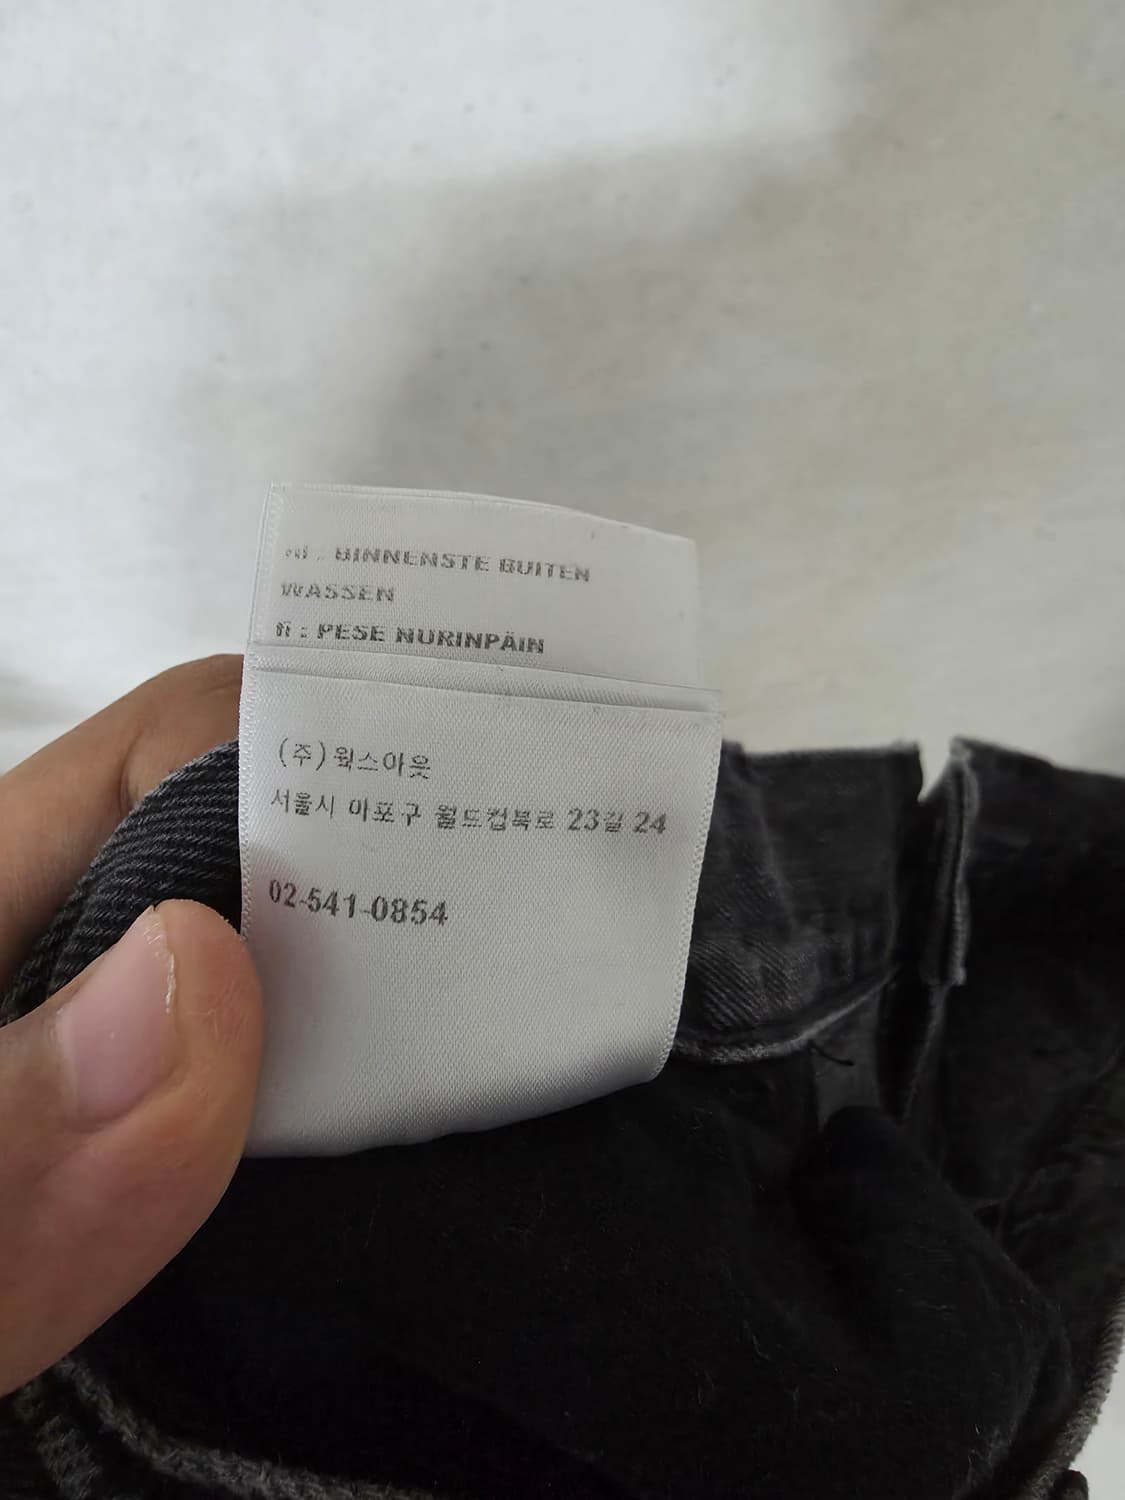 nl : BINNENSTE BUITEN
WASSEN
fi : PESE NURINPÄIN
(주)웍스아웃
서울시 마포구 월드컵북로 23길 24
02-541-0854